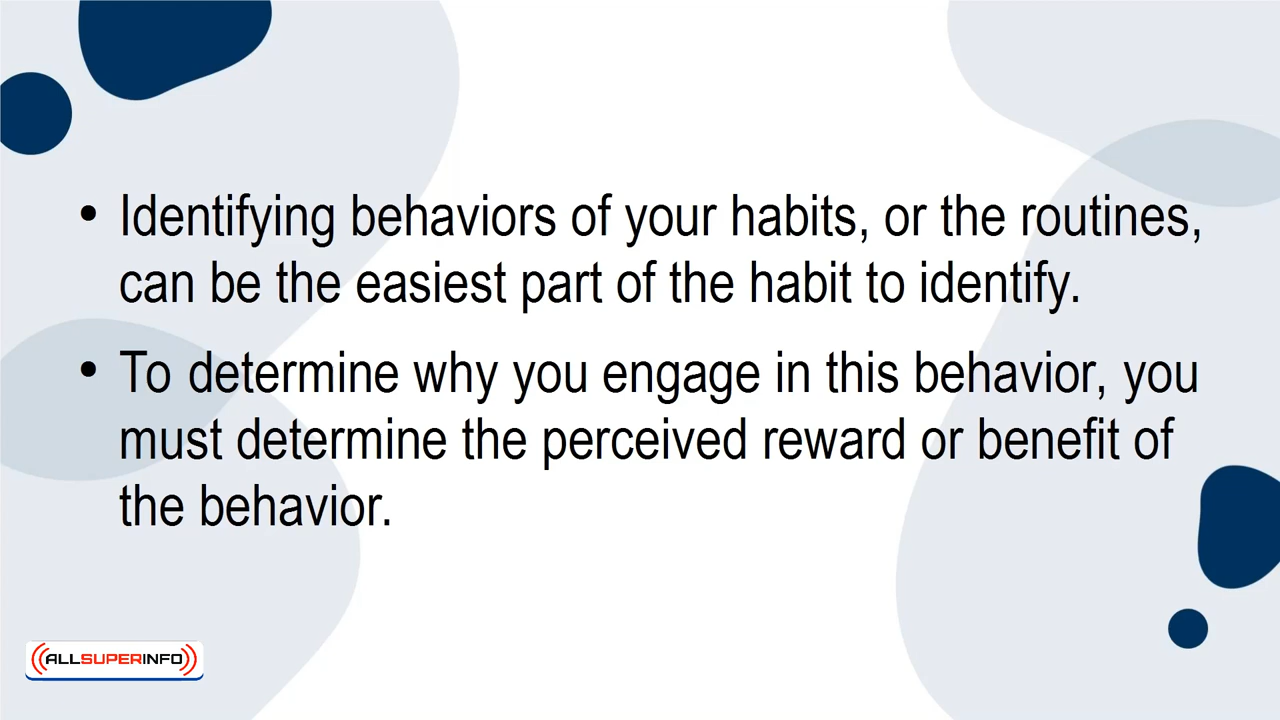 • Identifying behaviors of your habits, or the routines,
can be the easiest part of the habit to identify.
• To determine why you engage in this behavior, you
must determine the perceived reward or benefit of
the behavior.
ALLSUPERINFO